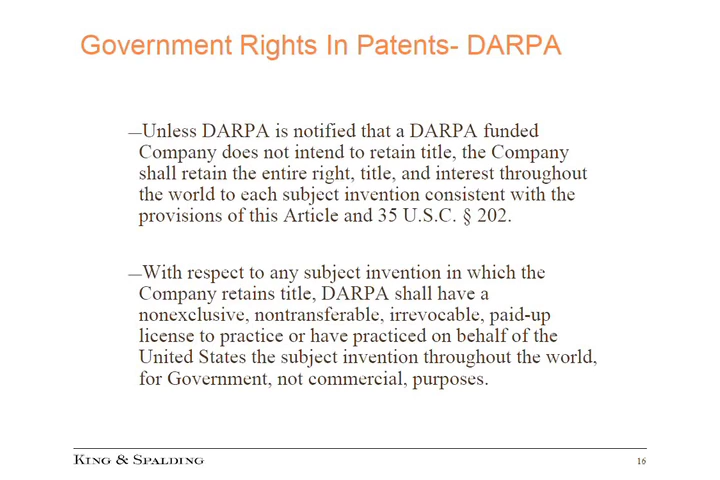 Government Rights In Patents- DARPA
—Unless DARPA is notified that a DARPA funded
Company does not intend to retain title, the Company
shall retain the entire right, title, and interest throughout
the world to each subject invention consistent with the
provisions of this Article and 35 U.S.C. § 202.
—With respect to any subject invention in which the
Company retains title, DARPA shall have a
nonexclusive, nontransferable, irrevocable, paid-up
license to practice or have practiced on behalf of the
United States the subject invention throughout the world,
for Government, not commercial, purposes.
KING & SPALDING
16